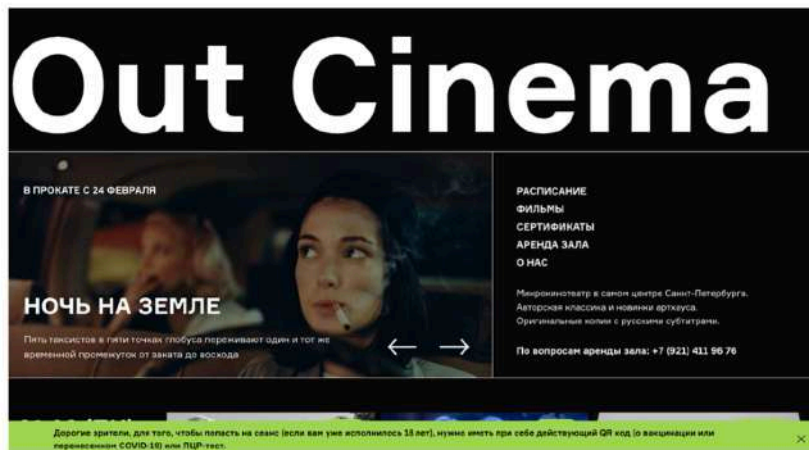 Out Cinema
В ПРОКАТЕ С 24 ФЕВРАЛЯ
НОЧЬ НА ЗЕМЛЕ
Пять таксистов в пяти точках глобуса переживают один и тот же
временной промежуток от заката до восхода
РАСПИСАНИЕ
ФИЛЬМЫ
СЕРТИФИКАТЫ
АРЕНДА ЗАЛА
О НАС
Микрокинотеатр в самом центре Санкт-Петербурга.
Авторская классика и новинки артхауса.
Оригинальные копии с русскими субтитрами.
По вопросам аренды зала: +7 (921) 411 96 76
Дорогие зрители, для того, чтобы попасть на сеанс (если вам уже исполнилось 18 лет), нужно иметь при себе действующий QR код (о вакцинации или
перенесенном COVID-19) или ПЦР-тест.